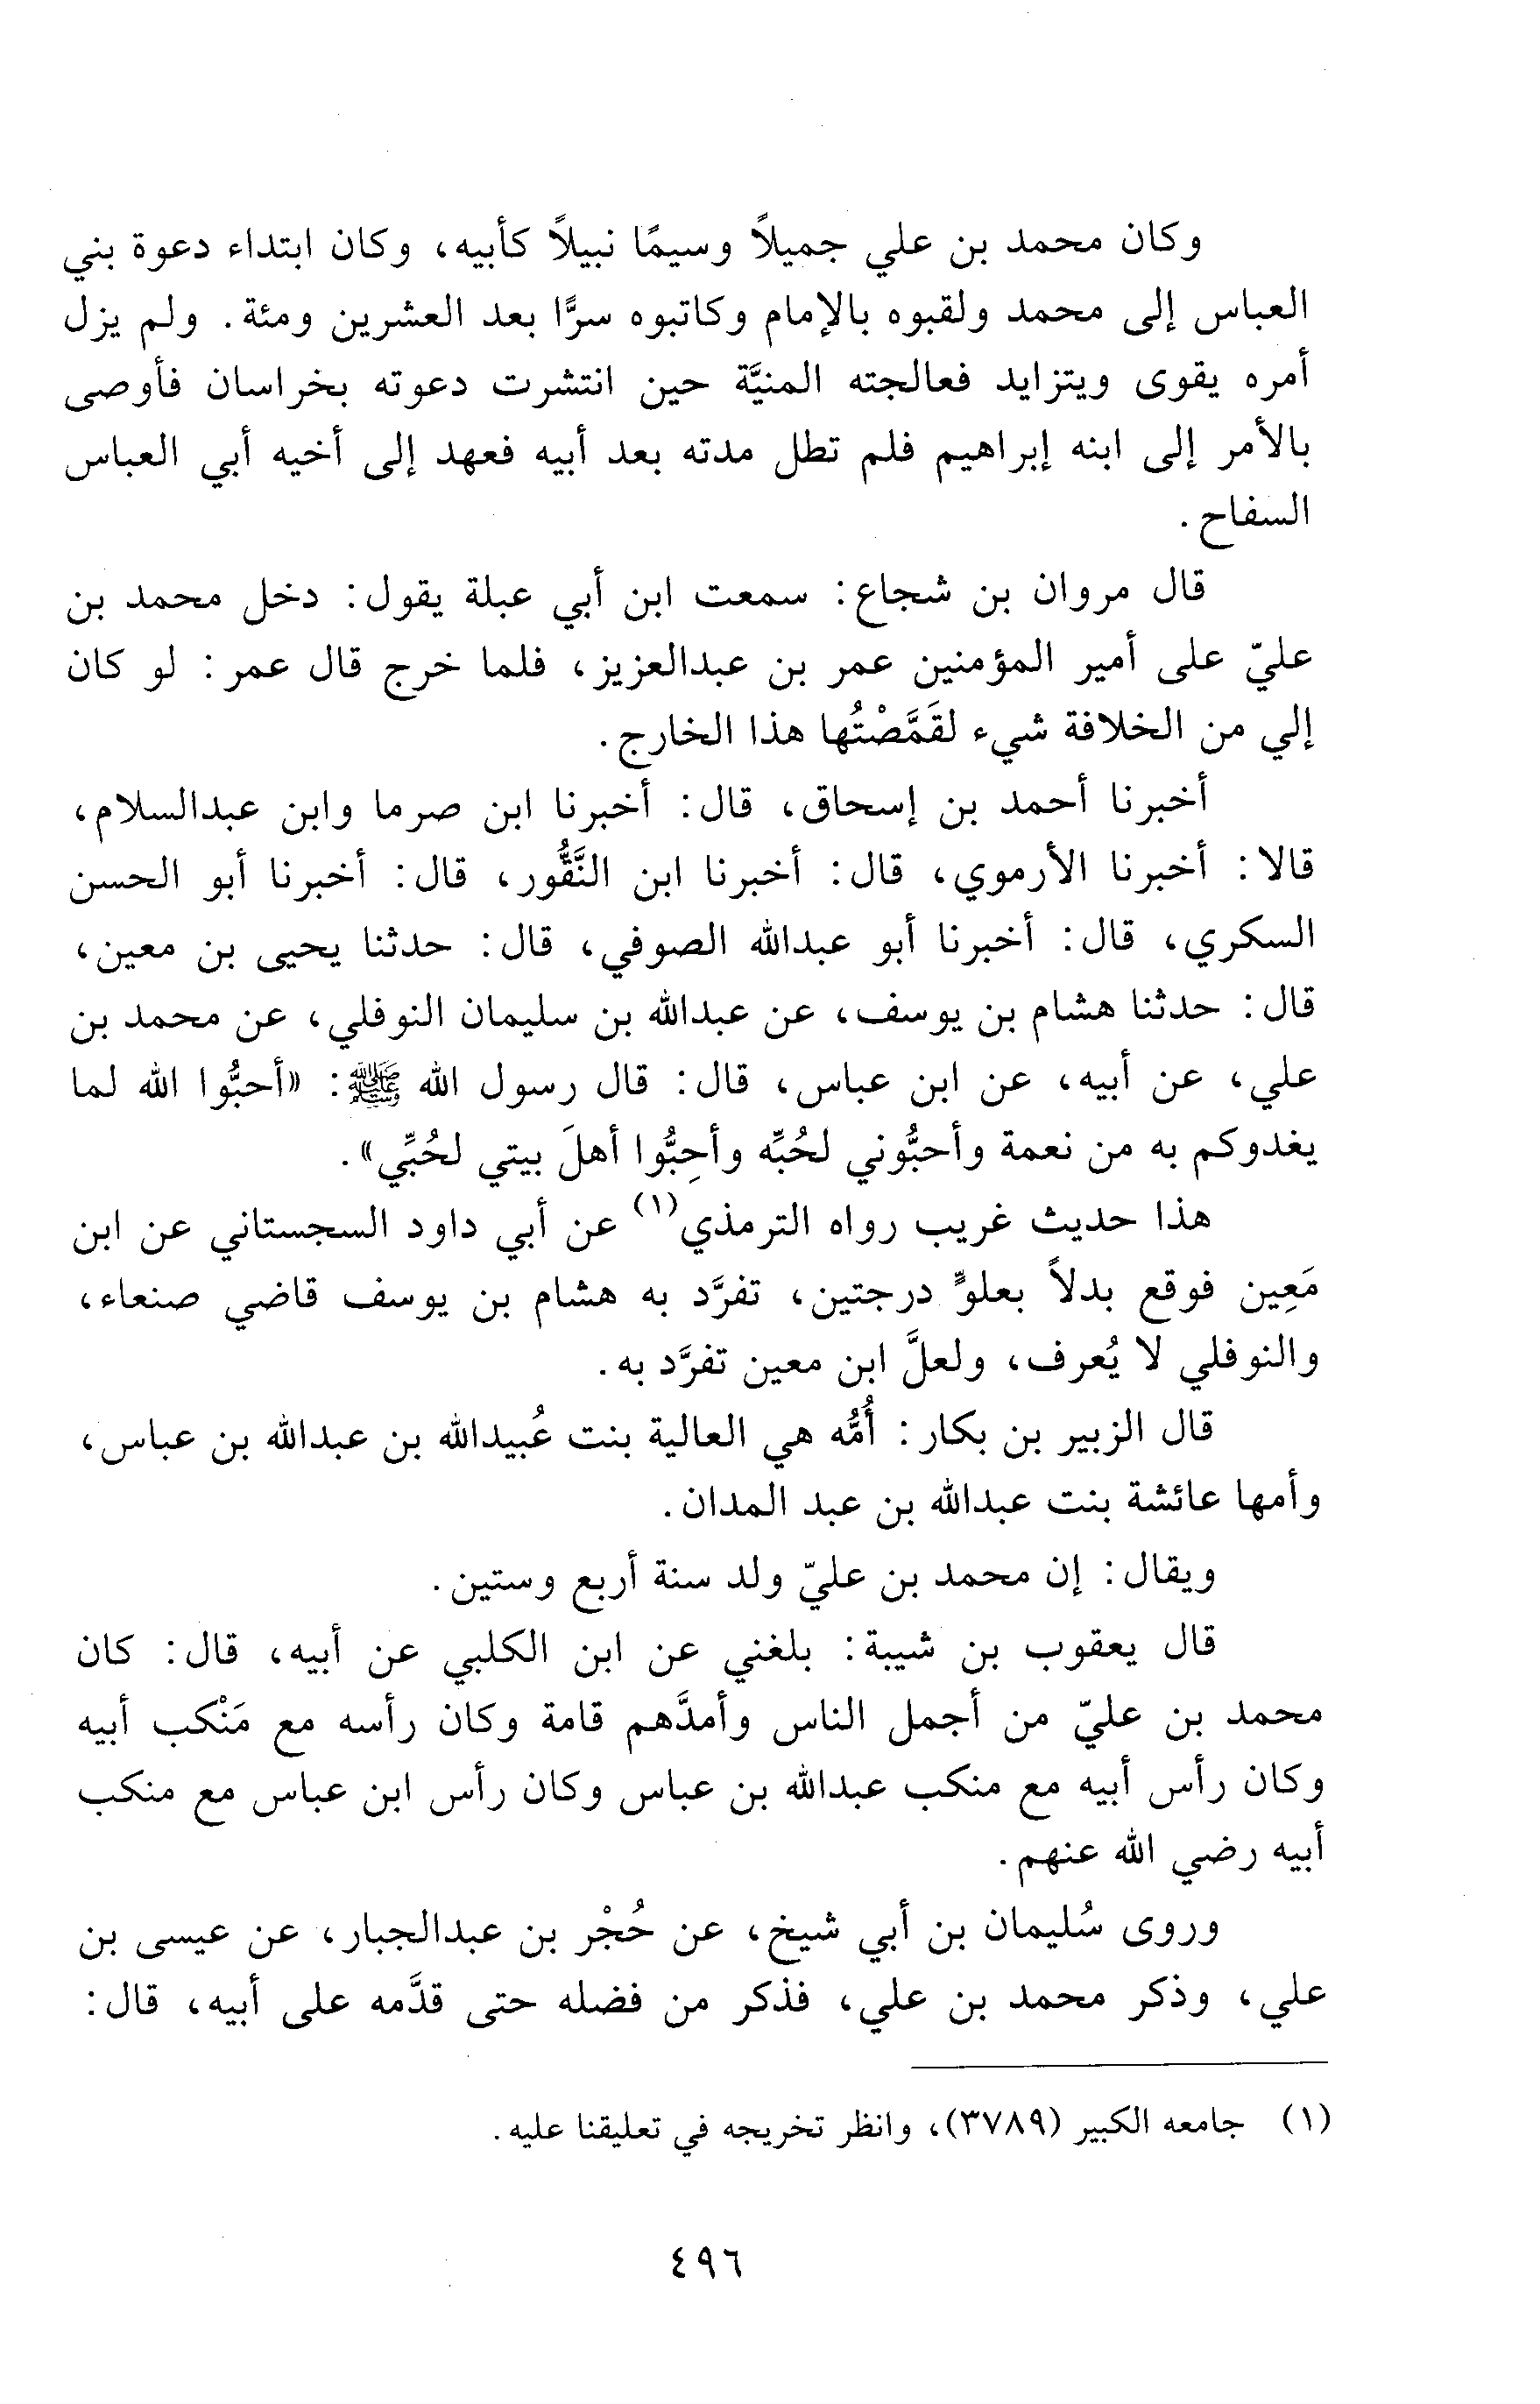 وكان محمد بن علي جميلاً وسيمًا نبيلاً كأبيه، وكان ابتداء دعوة بني
العباس إلى محمد ولقبوه بالإمام وكاتبوه سرًّا بعد العشرين ومئة. ولم يزل
أمره يقوى ويتزايد فعالجته المنيَّة حين انتشرت دعوته بخراسان فأوصى
بالأمر إلى ابنه إبراهيم فلم تطل مدته بعد أبيه فعهد إلى أخيه أبي العباس
السفاح.
قال مروان بن شجاع: سمعت ابن أبي عبلة يقول: دخل محمد بن
عليّ على أمير المؤمنين عمر بن عبدالعزيز، فلما خرج قال عمر: لو كان
إلي من الخلافة شيء لقَمَّصْتُها هذا الخارج.
أخبرنا أحمد بن إسحاق، قال: أخبرنا ابن صرما وابن عبدالسلام،
قالا: أخبرنا الأرموي، قال: أخبرنا ابن النَّقُّور، قال: أخبرنا أبو الحسن
السكري، قال: أخبرنا أبو عبدالله الصوفي، قال: حدثنا يحيى بن معين،
قال: حدثنا هشام بن يوسف، عن عبدالله بن سليمان النوفلي، عن محمد بن
علي، عن أبيه، عن ابن عباس، قال: قال رسول الله ﷺ: «أحبُّوا الله لما
يغدوكم به من نعمة وأحبُّوني لحُبِّه وأحِبُّوا أهلَ بيتي لحُبِّي».
هذا حديث غريب رواه الترمذي(١) عن أبي داود السجستاني عن ابن
مَعِين فوقع بدلاً بعلوٍّ درجتين، تفرَّد به هشام بن يوسف قاضي صنعاء،
والنوفلي لا يُعرف، ولعلَّ ابن معين تفرَّد به.
قال الزبير بن بكار: أُمُّه هي العالية بنت عُبيدالله بن عبدالله بن عباس،
وأمها عائشة بنت عبدالله بن عبد المدان.
ويقال: إن محمد بن عليّ ولد سنة أربع وستين.
قال يعقوب بن شيبة: بلغني عن ابن الكلبي عن أبيه، قال: كان
محمد بن عليّ من أجمل الناس وأمدَّهم قامة وكان رأسه مع مَنْكب أبيه
وكان رأس أبيه مع منكب عبدالله بن عباس وكان رأس ابن عباس مع منكب
أبيه رضي الله عنهم.
وروى سُليمان بن أبي شيخ، عن حُجْر بن عبدالجبار، عن عيسى بن
علي، وذكر محمد بن علي، فذكر من فضله حتى قدَّمه على أبيه، قال:
(١) جامعه الكبير (٣٧٨٩)، وانظر تخريجه في تعليقنا عليه.
٤٩٦